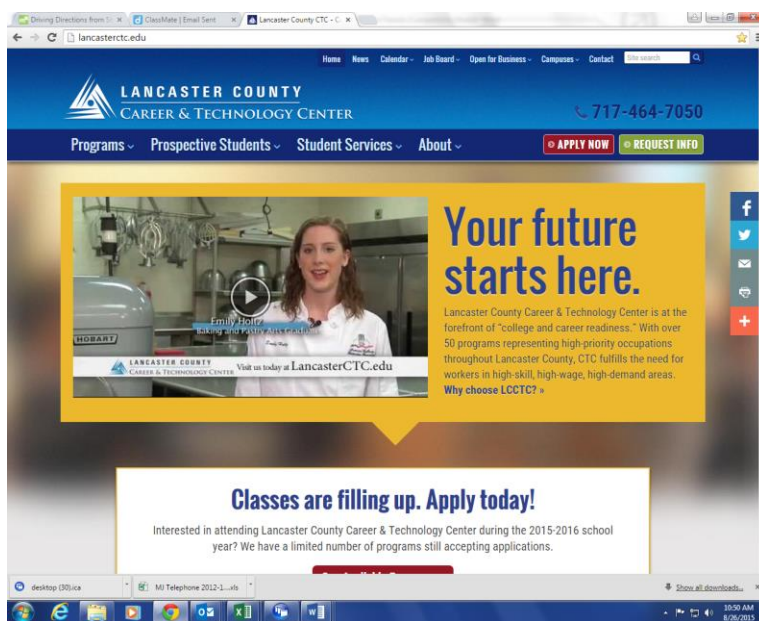 Driving Directions from S
ClassMate | Email Sent
Lancaster County CTC - C
lancasterctc.edu
Home News Calendar Job Board Open for Business Campuses Contact Site search
LANCASTER COUNTY
CAREER & TECHNOLOGY CENTER
717-464-7050
Programs Prospective Students Student Services About APPLY NOW REQUEST INFO
HOBART
Emily Holtz
Baking and Pastry Arts Graduate
LANCASTER COUNTY
CAREER & TECHNOLOGY CENTER
Visit us today at LancasterCTC.edu
Your future
starts here.
Lancaster County Career & Technology Center is at the
forefront of "college and career readiness." With over
50 programs representing high-priority occupations
throughout Lancaster County, CTC fulfills the need for
workers in high-skill, high-wage, high-demand areas.
Why choose LCCTC? »
Classes are filling up. Apply today!
Interested in attending Lancaster County Career & Technology Center during the 2015-2016 school
year? We have a limited number of programs still accepting applications.
desktop (30).ica
MJ Telephone 2012-1....xls
Show all downloads...
10:50 AM
8/26/2015